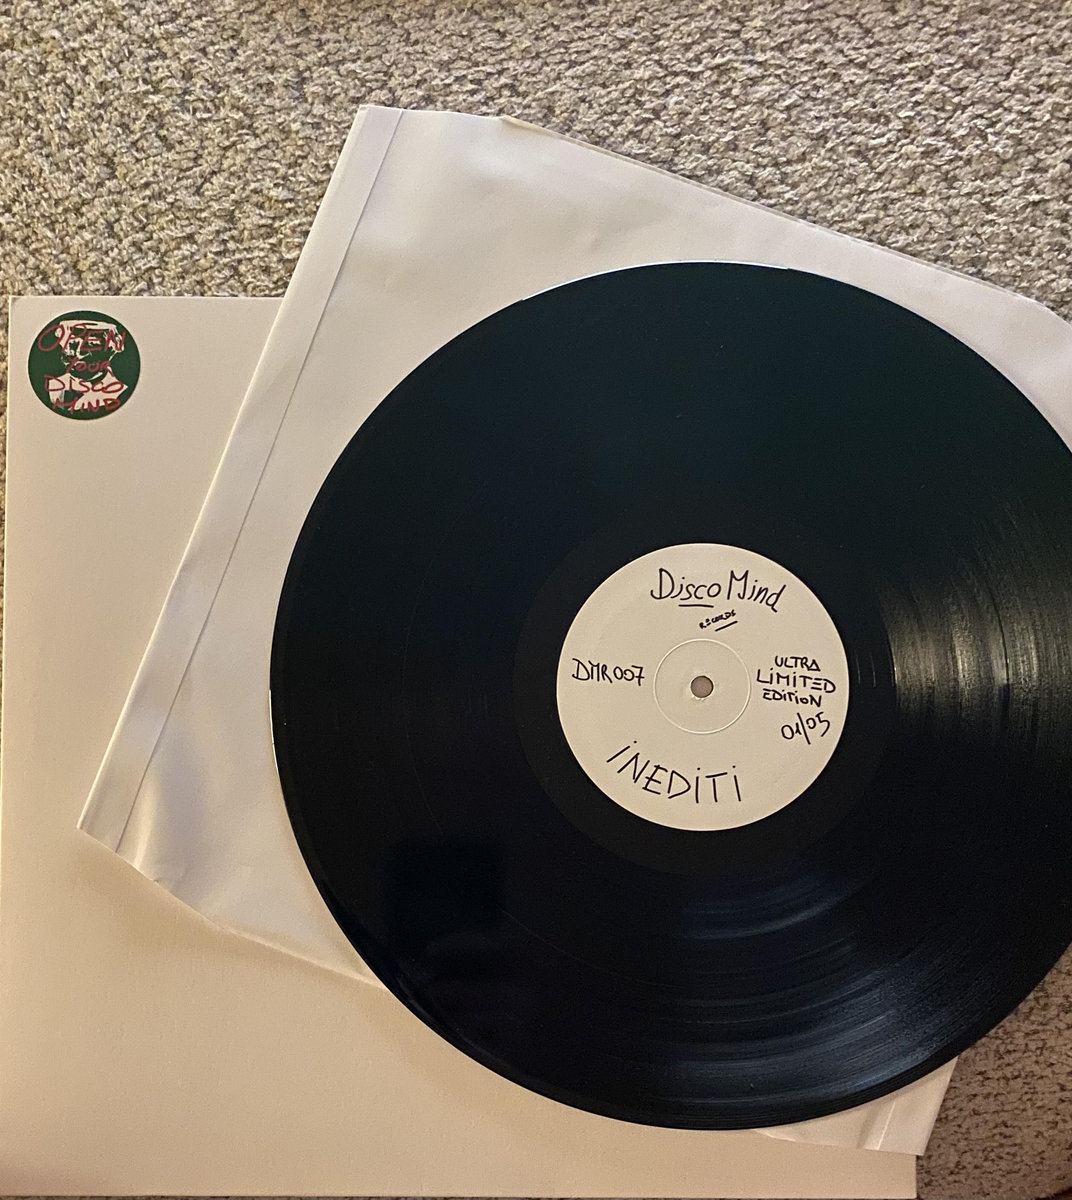 OPEN
YOUR
DISCO
MIND
Disco Mind
RECORDS
DMR007
ULTRA
LIMITED
EDITION
01/05
INEDITI